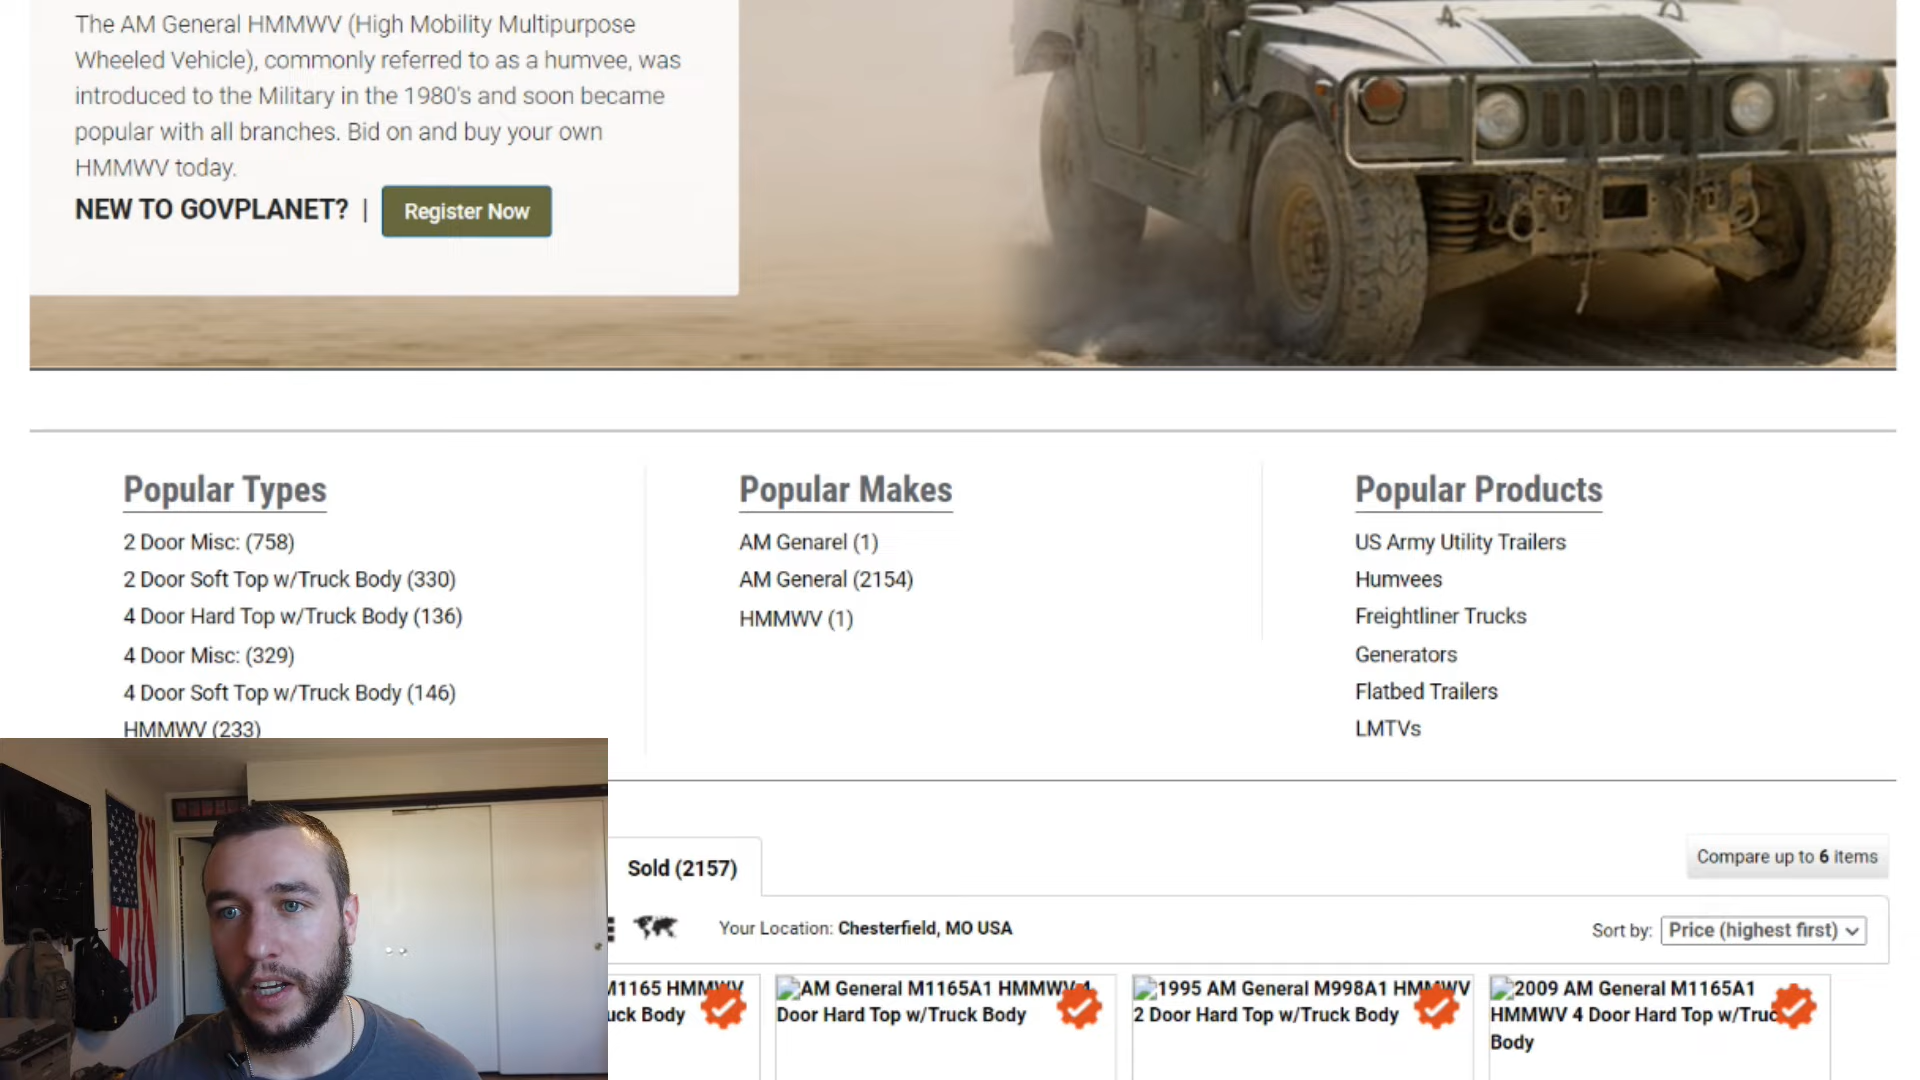 The AM General HMMWV (High Mobility Multipurpose
Wheeled Vehicle), commonly referred to as a humvee, was
introduced to the Military in the 1980's and soon became
popular with all branches. Bid on and buy your own
HMMWV today.
NEW TO GOVPLANET? | Register Now
Popular Types
2 Door Misc: (758)
2 Door Soft Top w/Truck Body (330)
4 Door Hard Top w/Truck Body (136)
4 Door Misc: (329)
4 Door Soft Top w/Truck Body (146)
HMMWV (233)
Popular Makes
AM Genarel (1)
AM General (2154)
HMMWV (1)
Popular Products
US Army Utility Trailers
Humvees
Freightliner Trucks
Generators
Flatbed Trailers
LMTVs
Sold (2157)
Compare up to 6 items
Your Location: Chesterfield, MO USA
Sort by: Price (highest first)
M1165 HMMWV
uck Body
AM General M1165A1 HMMWV 4
Door Hard Top w/Truck Body
1995 AM General M998A1 HMMWV
2 Door Hard Top w/Truck Body
2009 AM General M1165A1
HMMWV 4 Door Hard Top w/Truc
Body